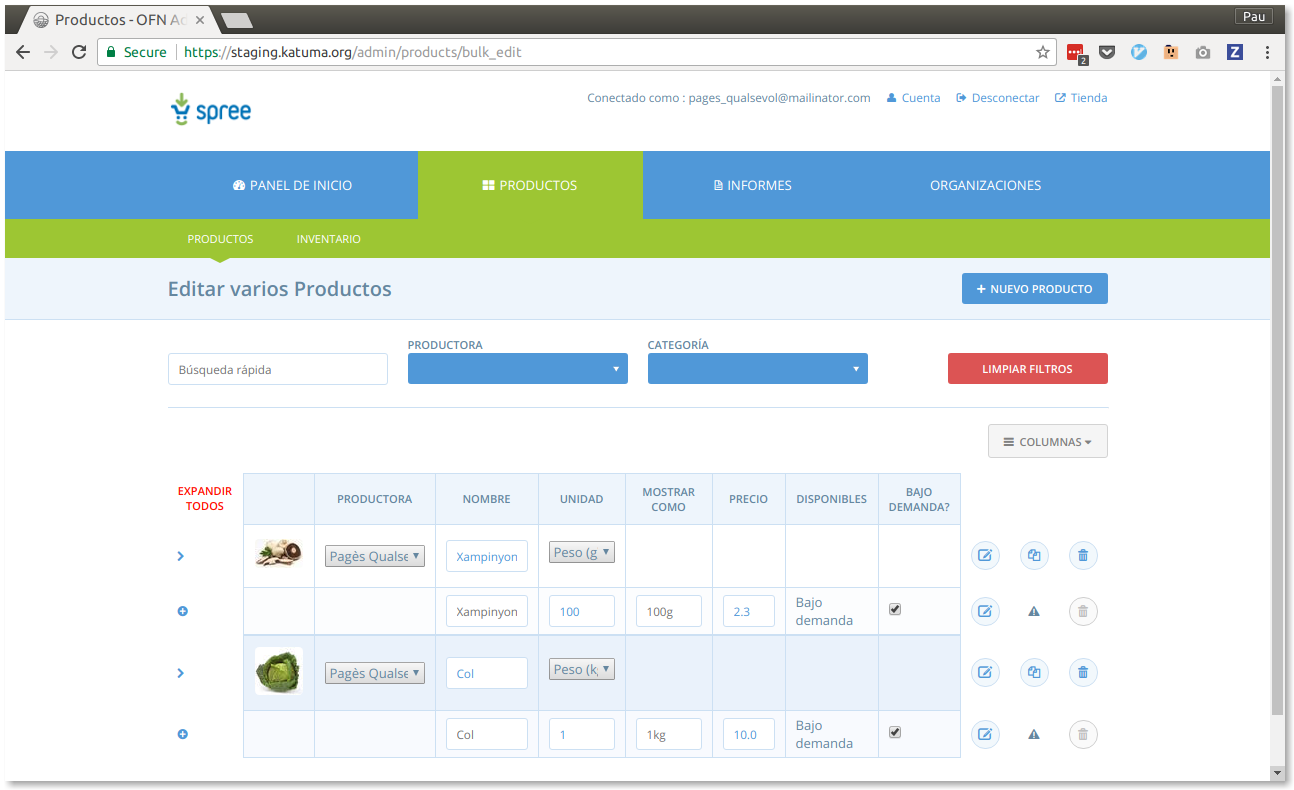 Productos - OFN Ac
Pau
Secure https://staging.katuma.org/admin/products/bulk_edit
2
Z
spree
Conectado como : pages_qualsevol@mailinator.com Cuenta Desconectar Tienda
PANEL DE INICIO PRODUCTOS INFORMES ORGANIZACIONES
PRODUCTOS INVENTARIO
Editar varios Productos
+ NUEVO PRODUCTO
PRODUCTORA CATEGORÍA
Búsqueda rápida
LIMPIAR FILTROS
COLUMNAS
EXPANDIR TODOS
PRODUCTORA NOMBRE UNIDAD MOSTRAR COMO PRECIO DISPONIBLES BAJO DEMANDA?
Pagès Qualse Xampinyon Peso (g
Xampinyon 100 100g 2.3 Bajo demanda
Pagès Qualse Col Peso (k
Col 1 1kg 10.0 Bajo demanda